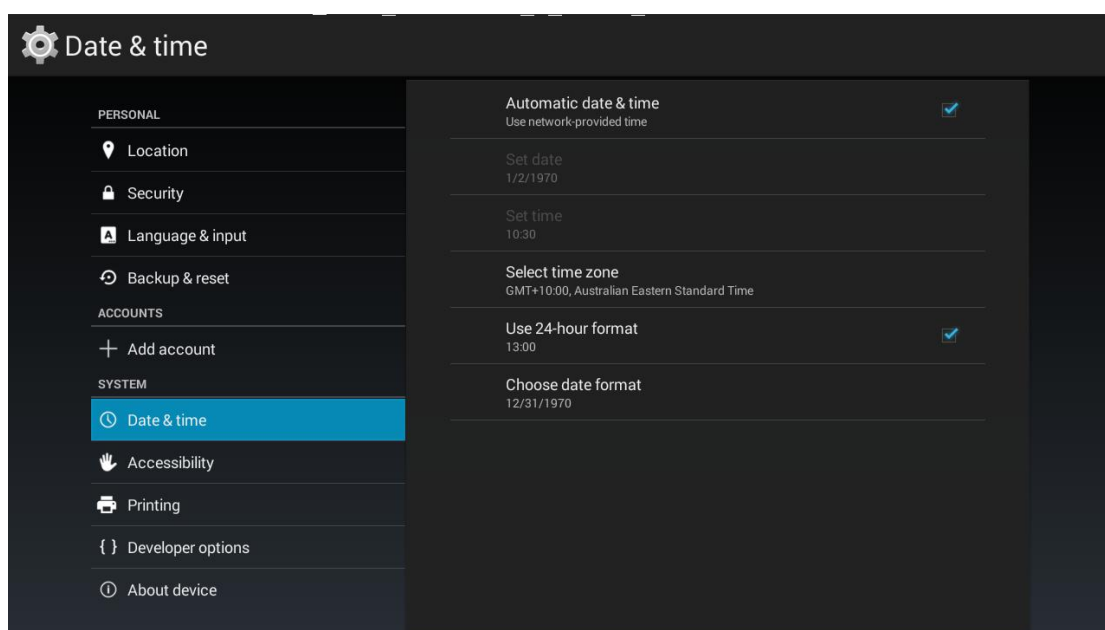 Date & time
PERSONAL
Location
Security
Language & input
Backup & reset
ACCOUNTS
Add account
SYSTEM
Date & time
Accessibility
Printing
{ } Developer options
About device
Automatic date & time
Use network-provided time
Set date
1/2/1970
Set time
10:30
Select time zone
GMT+10:00, Australian Eastern Standard Time
Use 24-hour format
13:00
Choose date format
12/31/1970